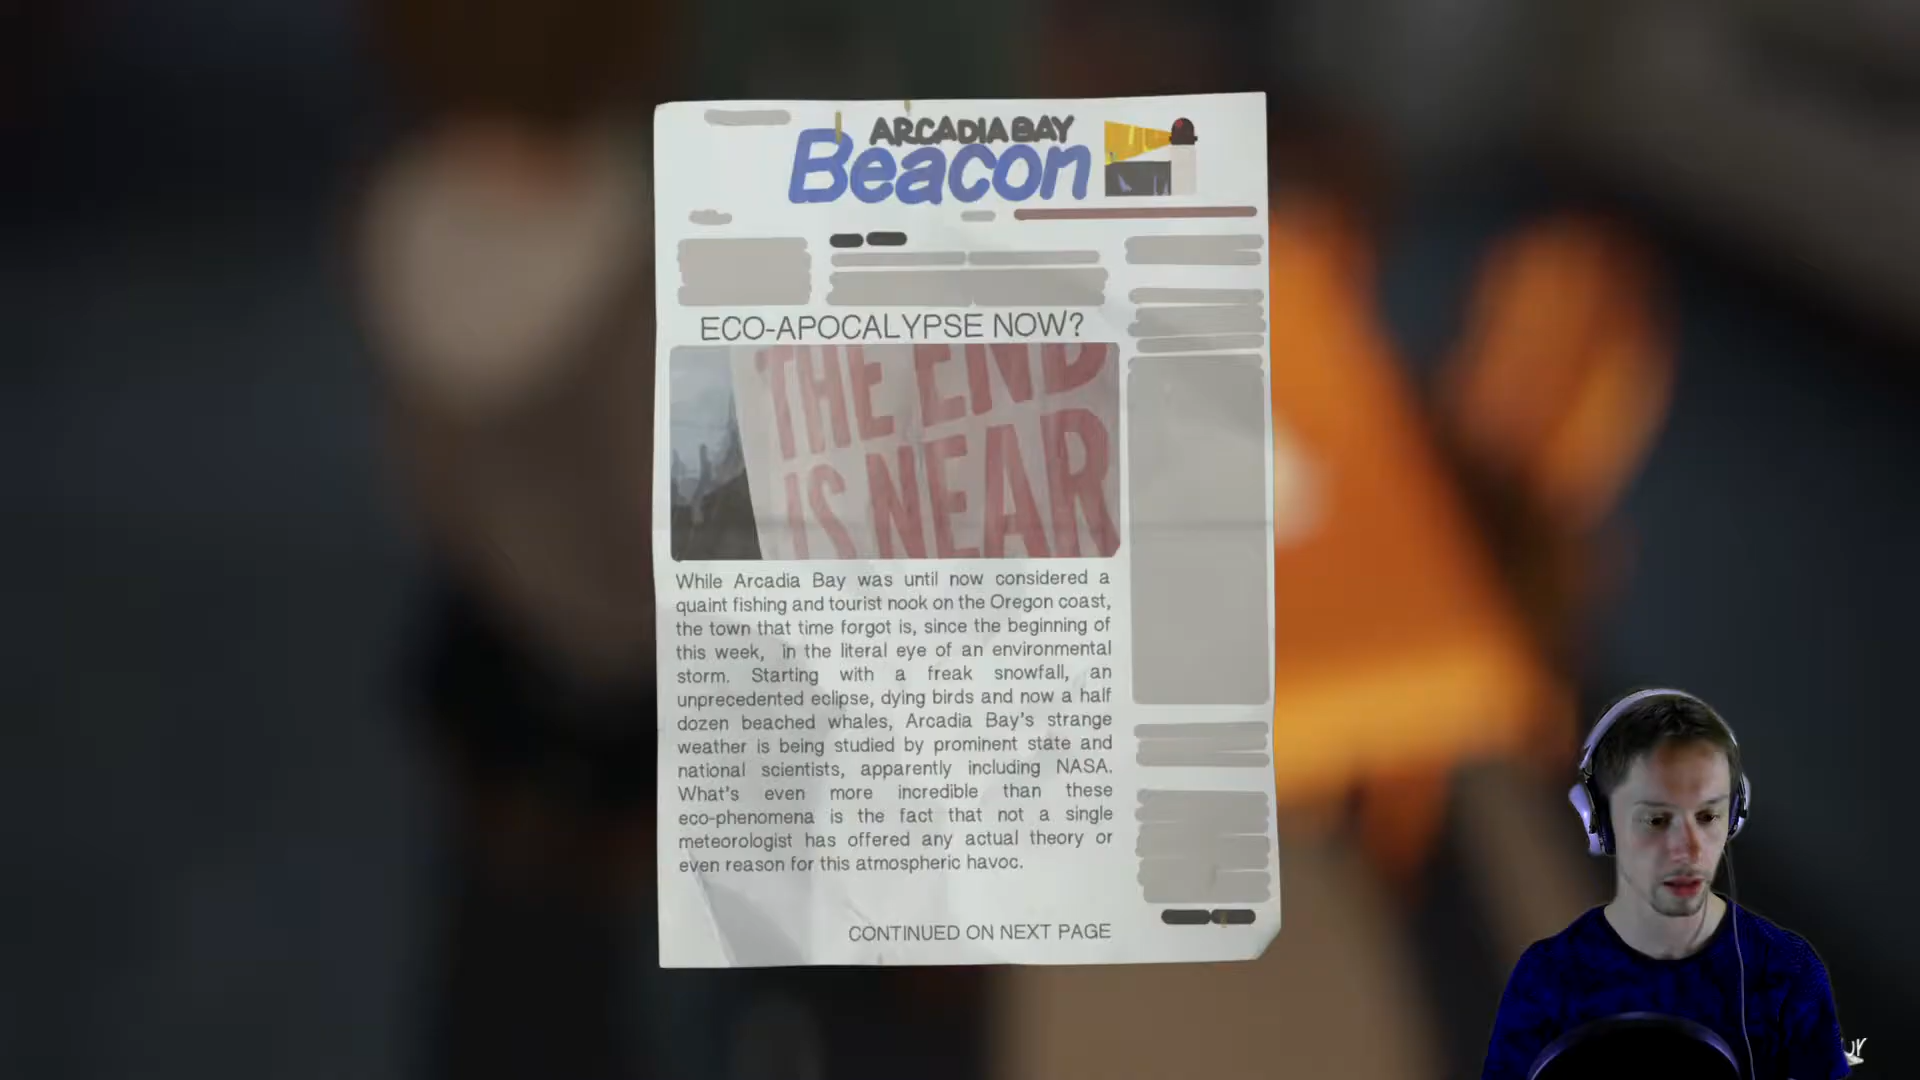 ARCADIA BAY
Beacon
ECO-APOCALYPSE NOW?
THE END
IS NEAR
While Arcadia Bay was until now considered a
quaint fishing and tourist nook on the Oregon coast,
the town that time forgot is, since the beginning of
this week, in the literal eye of an environmental
storm. Starting with a freak snowfall, an
unprecedented eclipse, dying birds and now a half
dozen beached whales, Arcadia Bay's strange
weather is being studied by prominent state and
national scientists, apparently including NASA.
What's even more incredible than these
eco-phenomena is the fact that not a single
meteorologist has offered any actual theory or
even reason for this atmospheric havoc.
CONTINUED ON NEXT PAGE